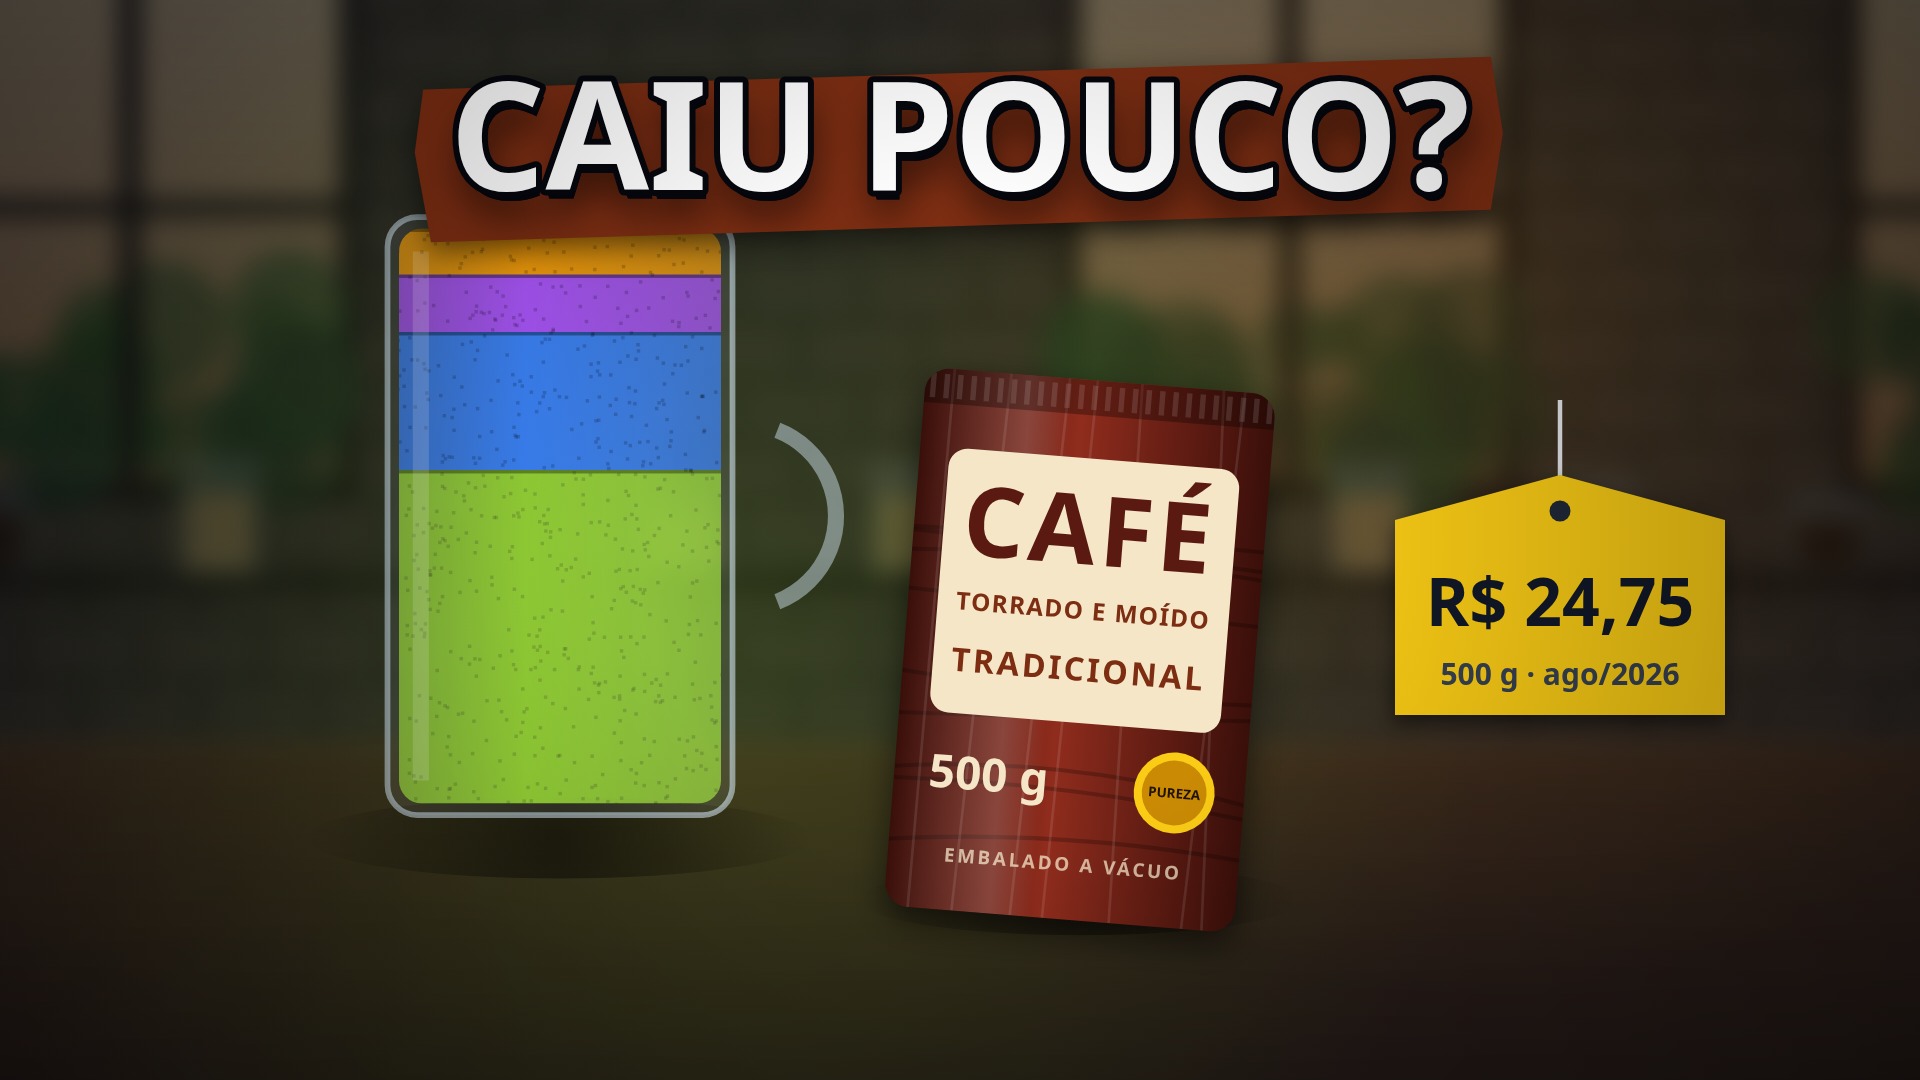 CAIU POUCO?
CAFÉ
TORRADO E MOÍDO
TRADICIONAL
500 g
PUREZA
EMBALADO A VÁCUO
R$ 24,75
500 g · ago/2026